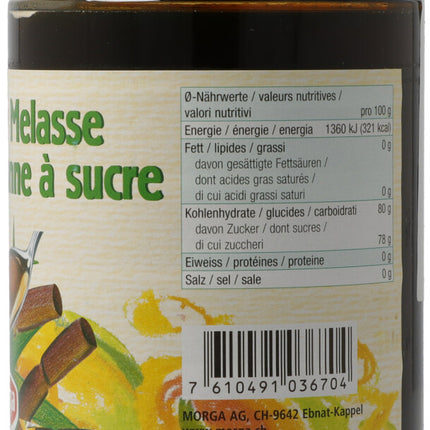 Melasse
nne à sucre
Ø-Nährwerte / valeurs nutritives /
valori nutritivi pro 100 g
Energie / énergie / energia 1360 kJ (321 kcal)
Fett / lipides / grassi 0 g
davon gesättigte Fettsäuren /
dont acides gras saturés /
di cui acidi grassi saturi 0 g
Kohlenhydrate / glucides / carboidrati 80 g
davon Zucker / dont sucres /
di cui zuccheri 78 g
Eiweiss / protéines / proteine 0 g
Salz / sel / sale 0 g
7 610491 036704
MORGA AG, CH-9642 Ebnat-Kappel
www.morga.ch